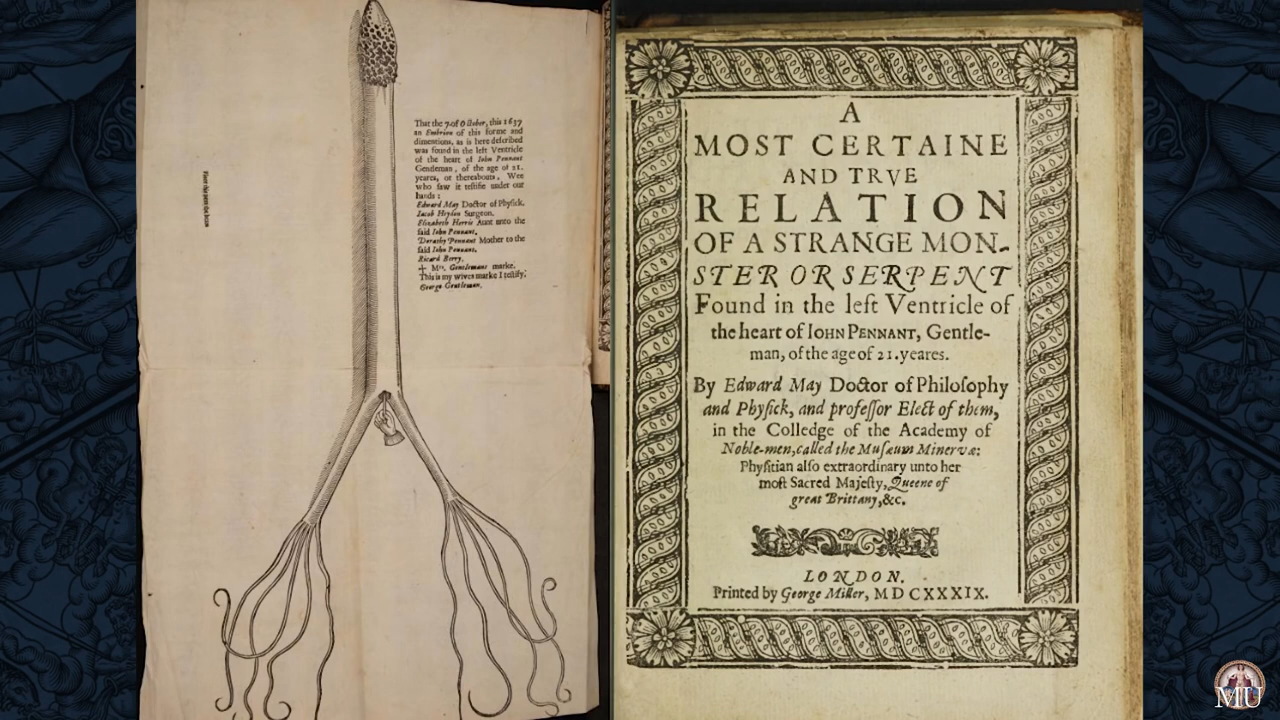 That the 7. of October, this 1637
an Embrion of this forme and
dimentions, as is here described
was found in the left Ventricle
of the heart of Iohn Pennant
Gentleman, of the age of 21.
yeares, or thereabouts, Wee
who saw it testifie under our
hands:
Edward May Doctor of Physick.
Iacob Heydon Surgeon.
Elizabeth Herris Aunt unto the
said Iohn Pennant.
Dorothy Pennant Mother to the
said Iohn Pennant.
Ricard Berry.
+ Mrs. Gentlemans marke.
This is my wives marke I testify,
George Gentleman.
A
MOST CERTAINE
AND TRVE
RELATION
OF A STRANGE MON-
STER OR SERPENT
Found in the left Ventricle of
the heart of IOHN PENNANT, Gentle-
man, of the age of 21. yeares.
By Edward May Doctor of Philosophy
and Physick, and professor Elect of them,
in the Colledge of the Academy of
Noble-men, called the Musæum Minervæ:
Physitian also extraordinary unto her
most Sacred Majesty, Queene of
great Brittany, &c.
LONDON.
Printed by George Miller, MDCXXXIX.
MU